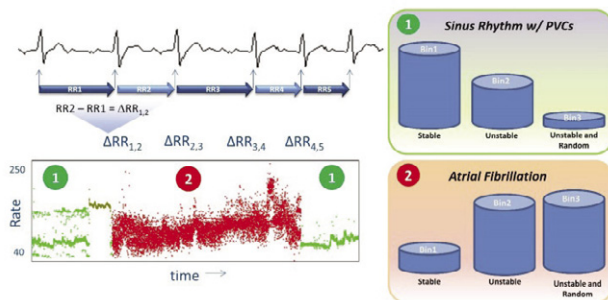 RR1 RR2 RR3 RR4 RR5
RR2 – RR1 = ΔRR1,2
ΔRR1,2 ΔRR2,3 ΔRR3,4 ΔRR4,5
250
Rate
40
1 2 1
time
1 Sinus Rhythm w/ PVCs
Bin1
Bin2
Bin3
Stable Unstable Unstable and
Random
2 Atrial Fibrillation
Bin1
Bin2
Bin3
Stable Unstable Unstable and
Random